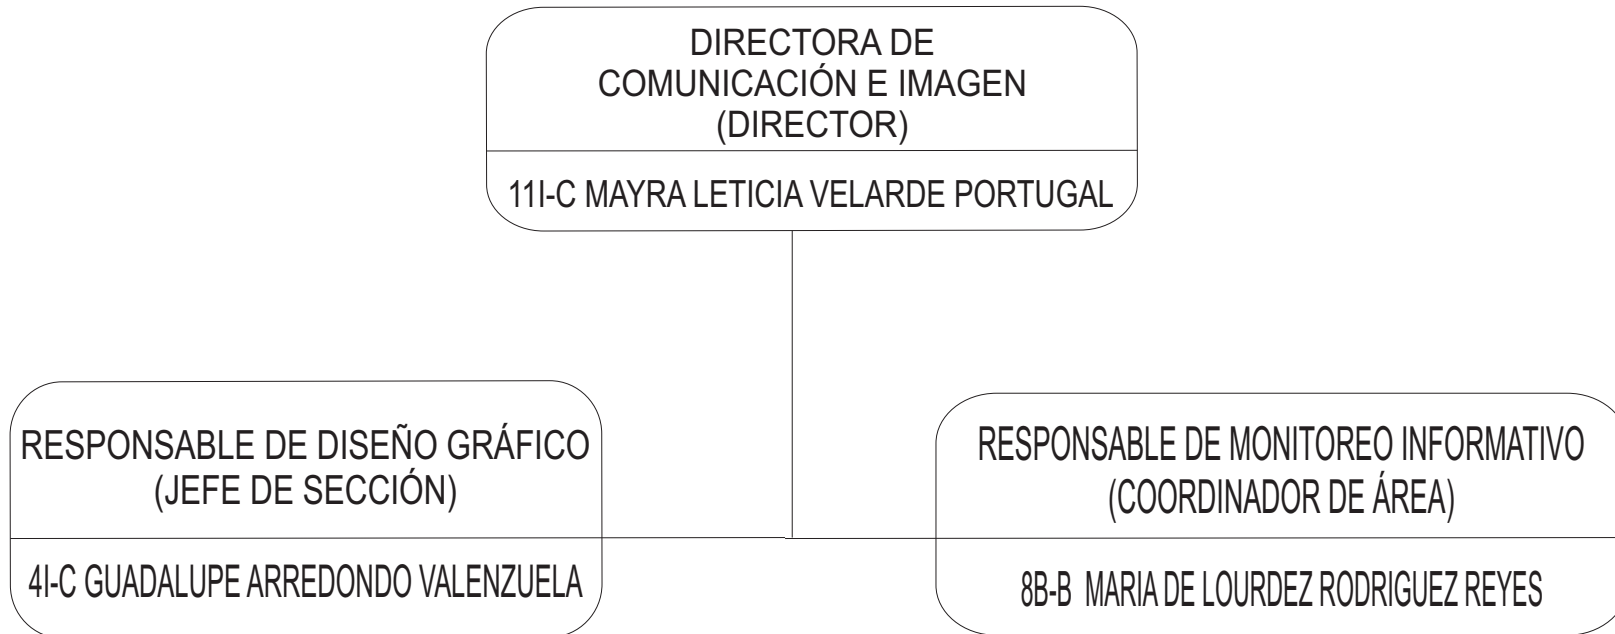 DIRECTORA DE
COMUNICACIÓN E IMAGEN
(DIRECTOR)
11I-C MAYRA LETICIA VELARDE PORTUGAL
RESPONSABLE DE DISEÑO GRÁFICO
(JEFE DE SECCIÓN)
4I-C GUADALUPE ARREDONDO VALENZUELA
RESPONSABLE DE MONITOREO INFORMATIVO
(COORDINADOR DE ÁREA)
8B-B MARIA DE LOURDEZ RODRIGUEZ REYES